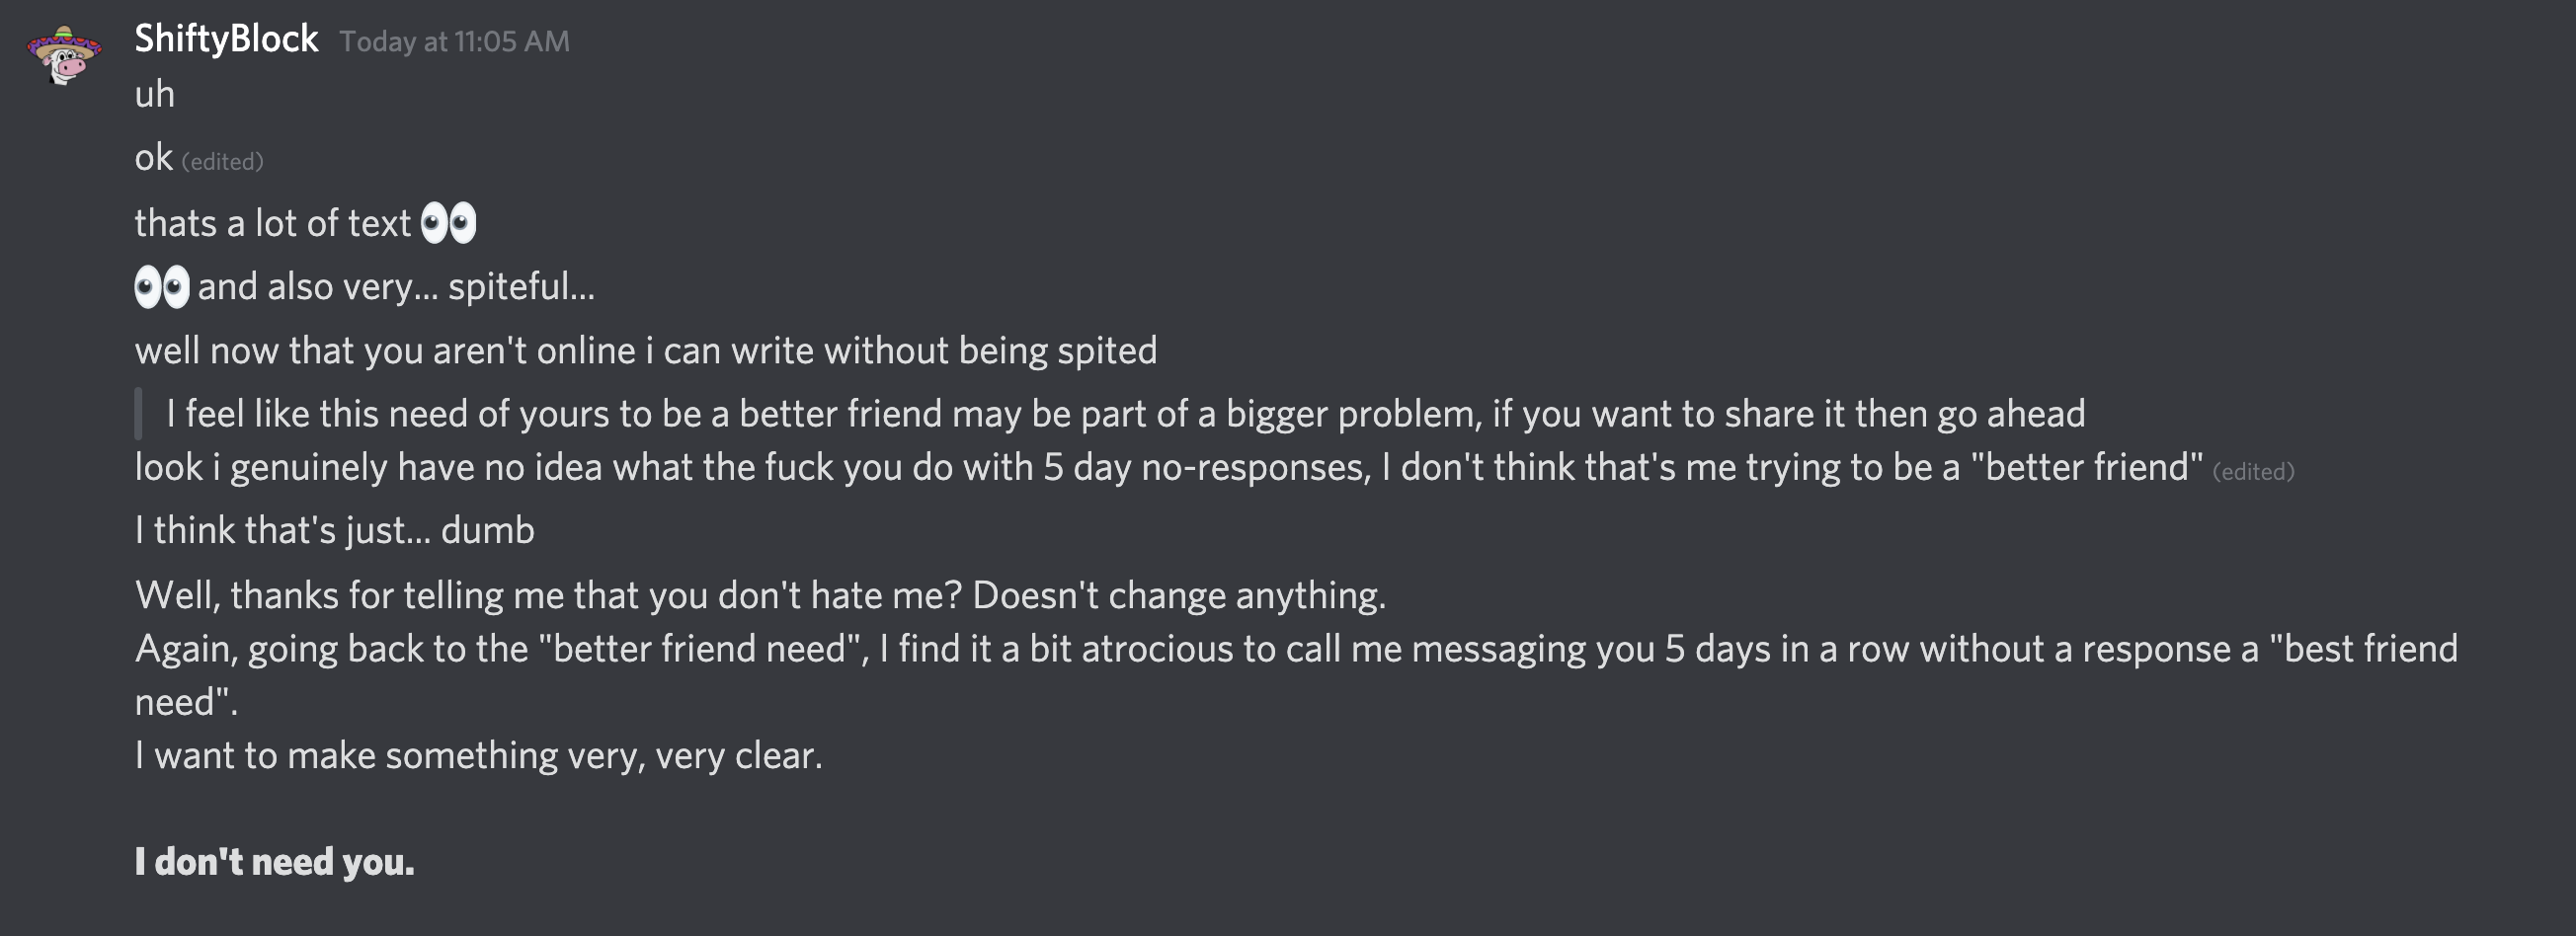 ShiftyBlock Today at 11:05 AM
uh
ok (edited)
thats a lot of text 👀
👀 and also very... spiteful...
well now that you aren't online i can write without being spited
I feel like this need of yours to be a better friend may be part of a bigger problem, if you want to share it then go ahead
look i genuinely have no idea what the fuck you do with 5 day no-responses, I don't think that's me trying to be a "better friend" (edited)
I think that's just... dumb
Well, thanks for telling me that you don't hate me? Doesn't change anything.
Again, going back to the "better friend need", I find it a bit atrocious to call me messaging you 5 days in a row without a response a "best friend
need".
I want to make something very, very clear.
I don't need you.